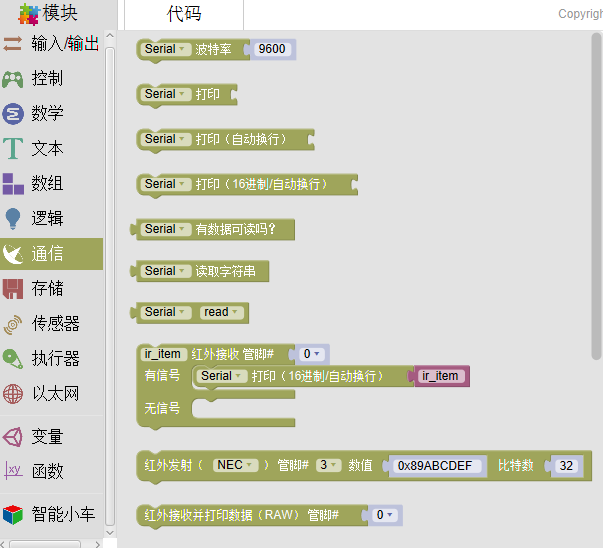 模块
代码
Copyrigh
输入/输出
控制
数学
文本
数组
逻辑
通信
存储
传感器
执行器
以太网
变量
函数
智能小车
Serial 波特率 9600
Serial 打印
Serial 打印（自动换行）
Serial 打印（16进制/自动换行）
Serial 有数据可读吗?
Serial 读取字符串
Serial read
ir_item 红外接收 管脚# 0
有信号 Serial 打印（16进制/自动换行） ir_item
无信号
红外发射（ NEC ）管脚# 3 数值 0x89ABCDEF 比特数 32
红外接收并打印数据（RAW）管脚# 0